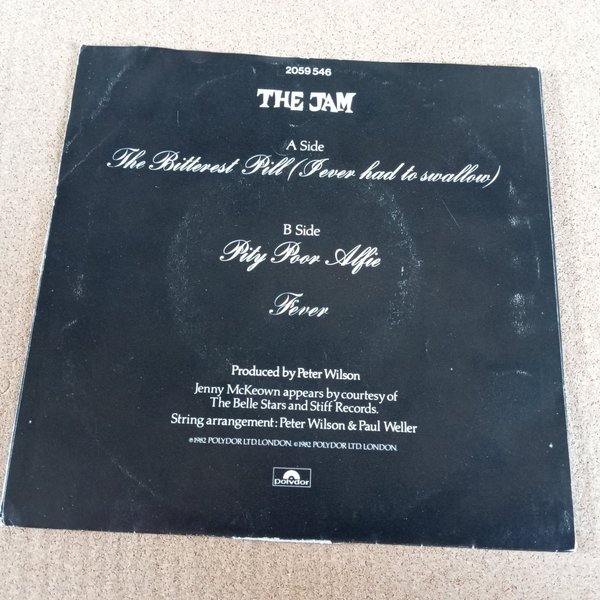 2059 546
THE JAM
A Side
The Bitterest Pill (I ever had to swallow)
B Side
Pity Poor Alfie
Fever
Produced by Peter Wilson
Jenny McKeown appears by courtesy of
The Belle Stars and Stiff Records.
String arrangement: Peter Wilson & Paul Weller
℗1982 POLYDOR LTD. LONDON. ©1982 POLYDOR LTD. LONDON.
polydor